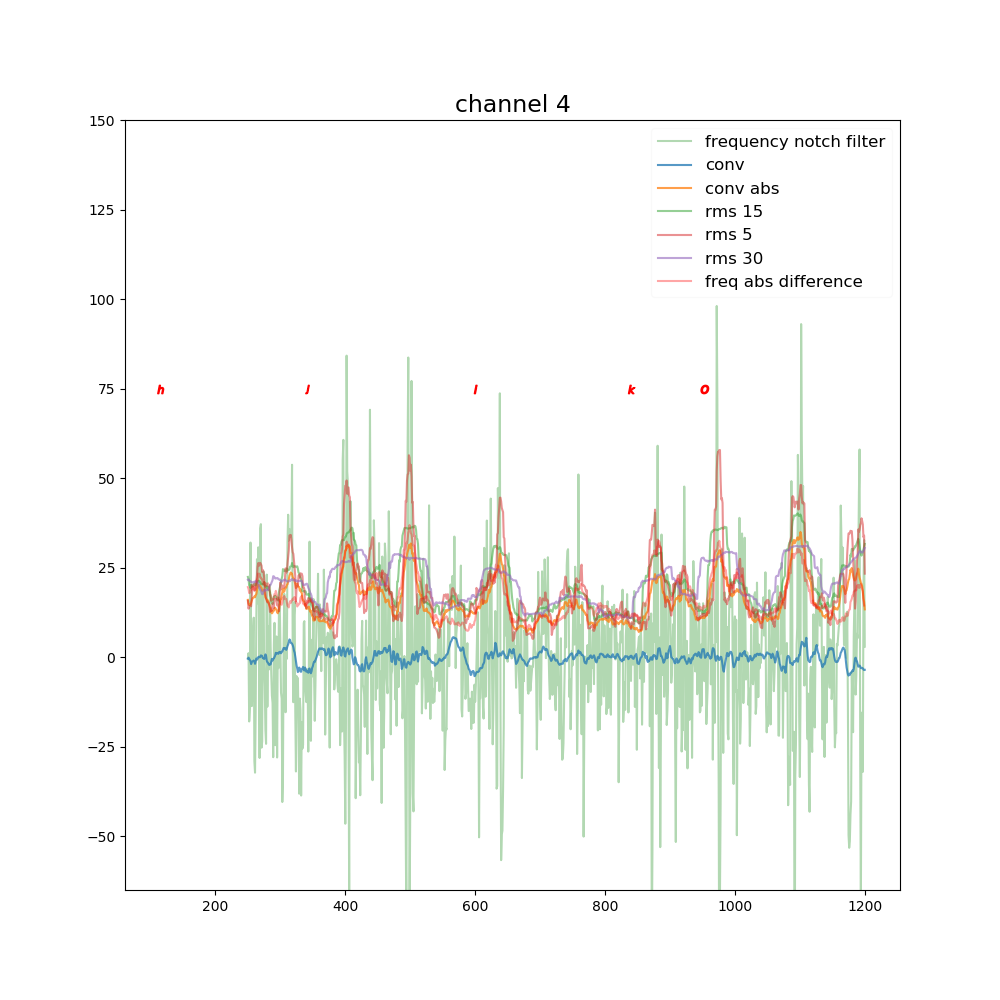 channel 4
150
125
100
75
50
25
0
−25
−50
frequency notch filter
conv
conv abs
rms 15
rms 5
rms 30
freq abs difference
h J l k O
200 400 600 800 1000 1200